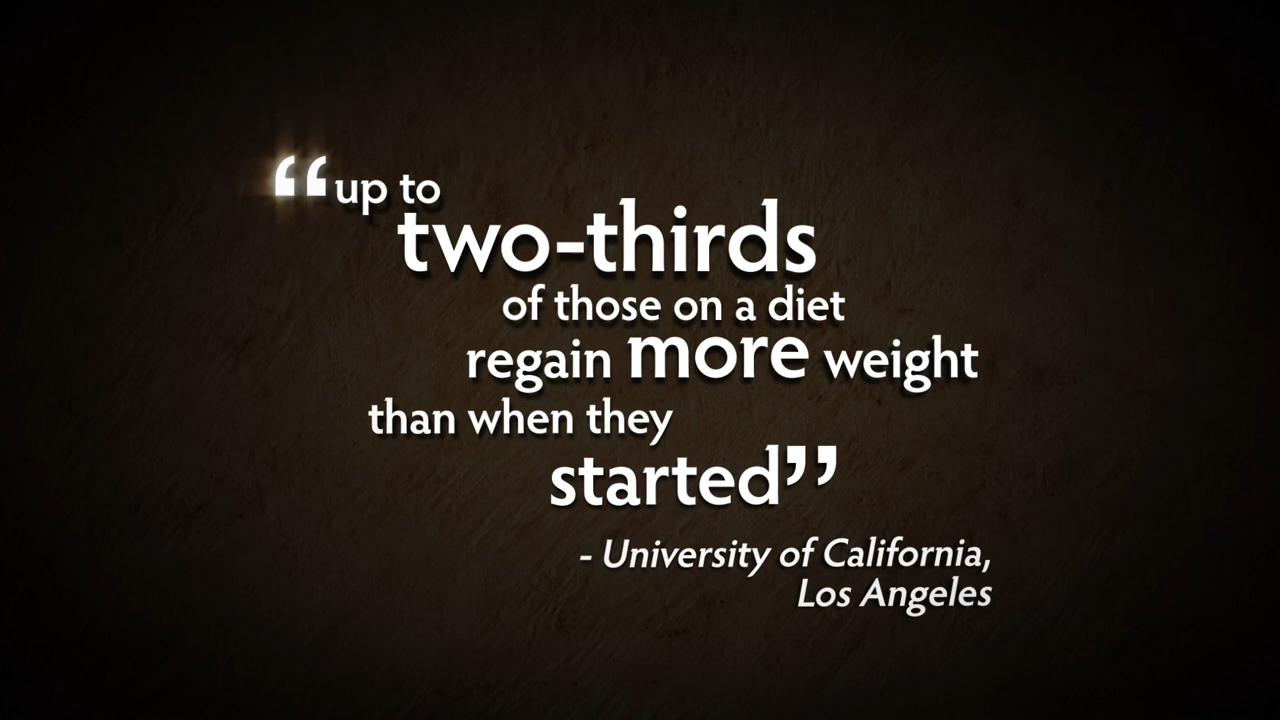 “up to
two-thirds
of those on a diet
regain more weight
than when they
started”
- University of California,
Los Angeles